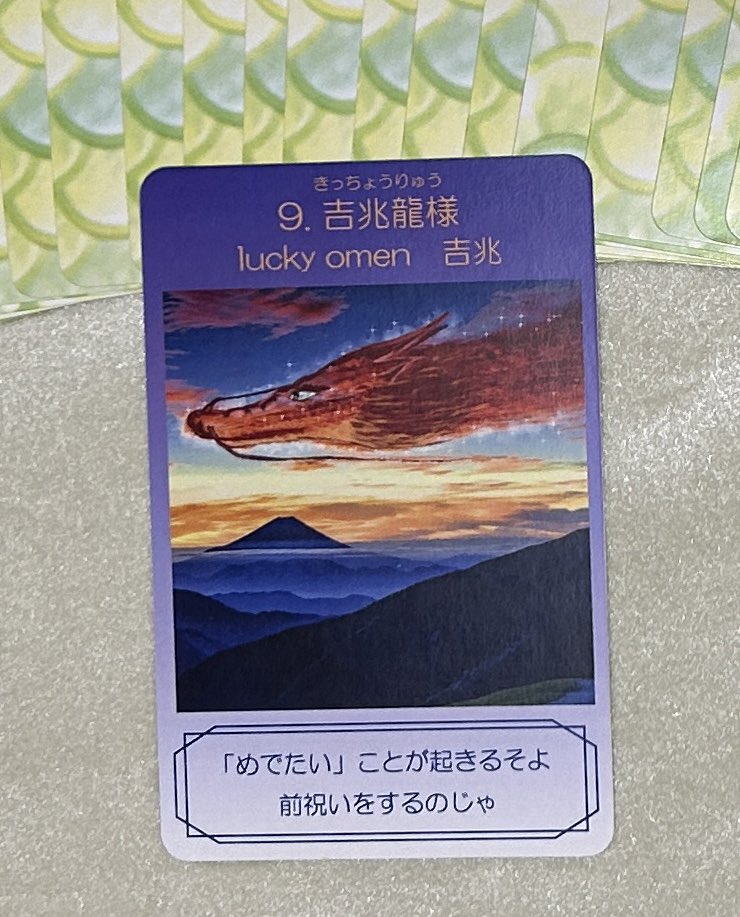 きっちょうりゅう
9. 吉兆龍様
lucky omen　吉兆
「めでたい」ことが起きるそよ
前祝いをするのじゃ